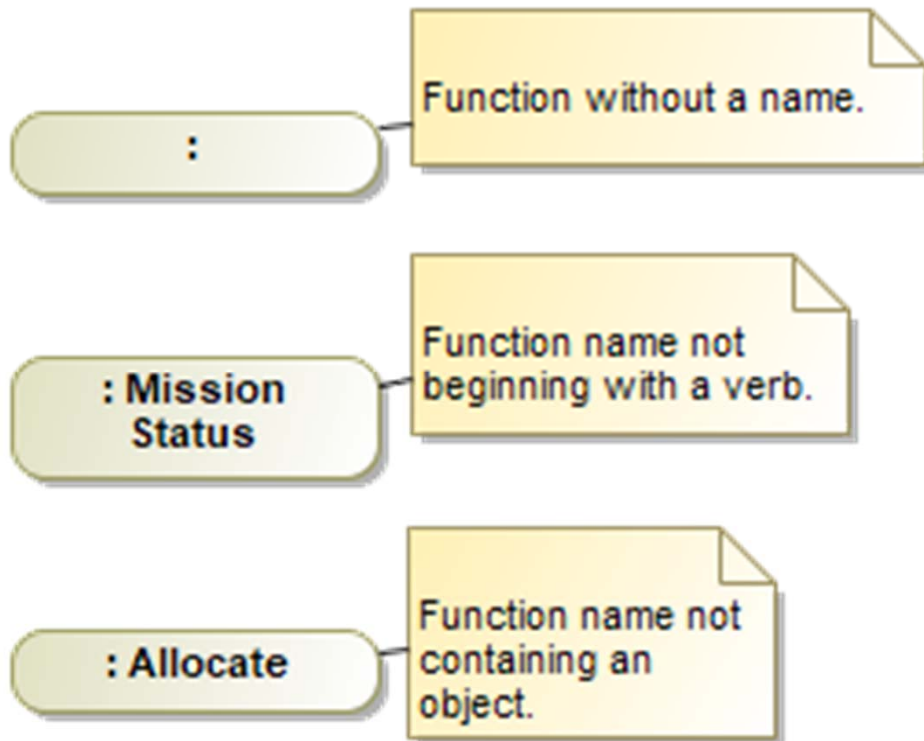 Function without a name.
:
Function name not
beginning with a verb.
: Mission
Status
Function name not
containing an
object.
: Allocate